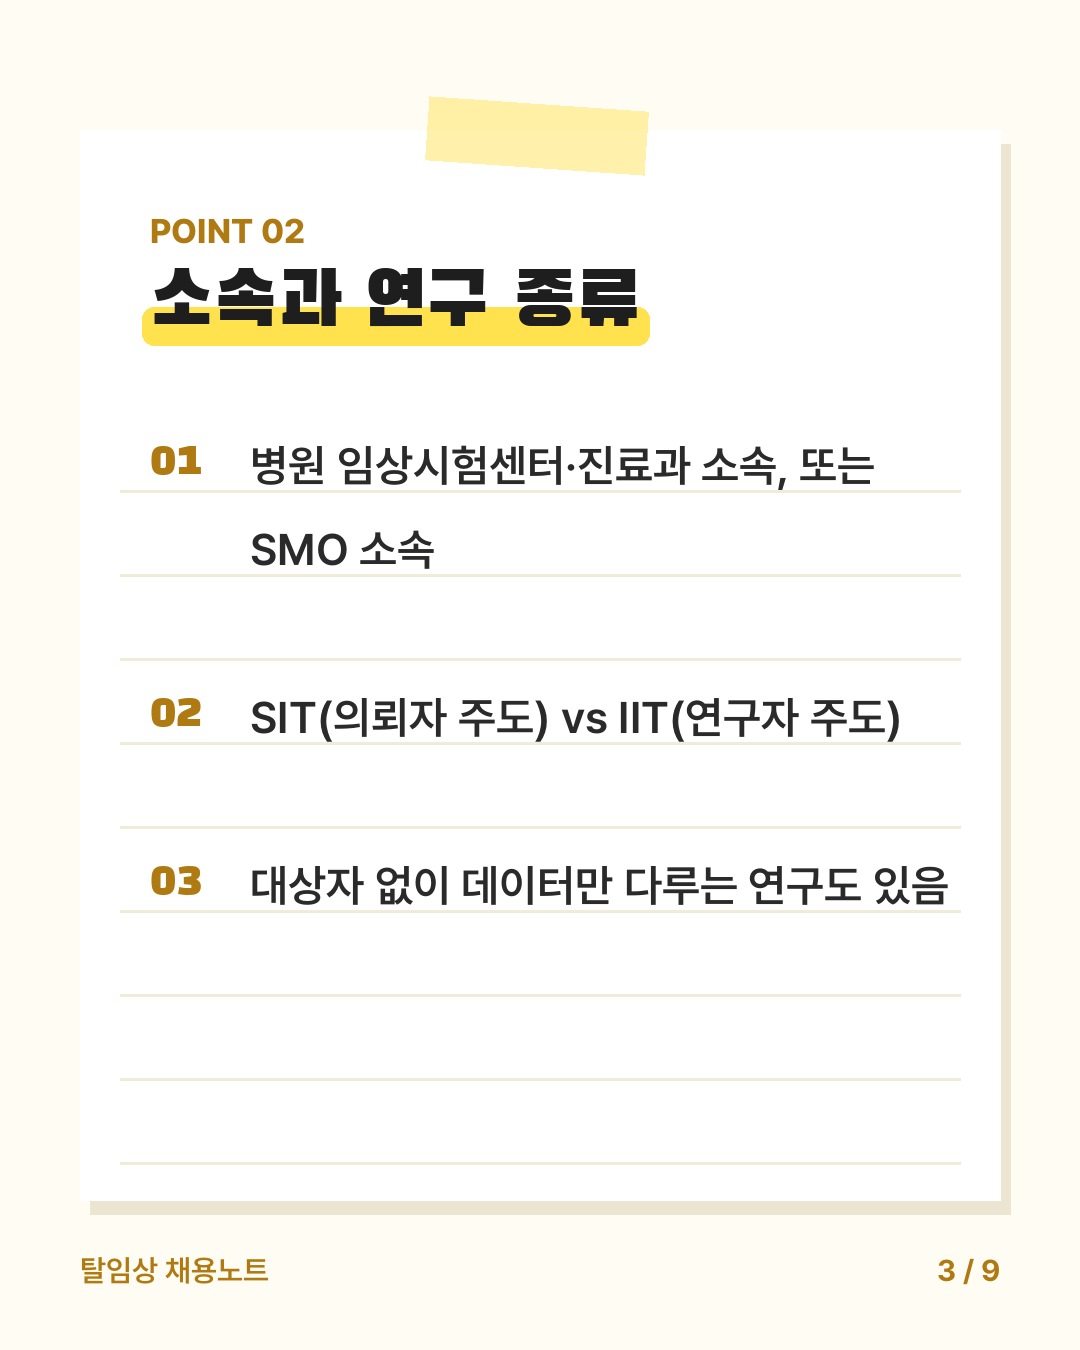 POINT 02
소속과 연구 종류
01 병원 임상시험센터·진료과 소속, 또는
SMO 소속
02 SIT(의뢰자 주도) vs IIT(연구자 주도)
03 대상자 없이 데이터만 다루는 연구도 있음
탈임상 채용노트 3 / 9